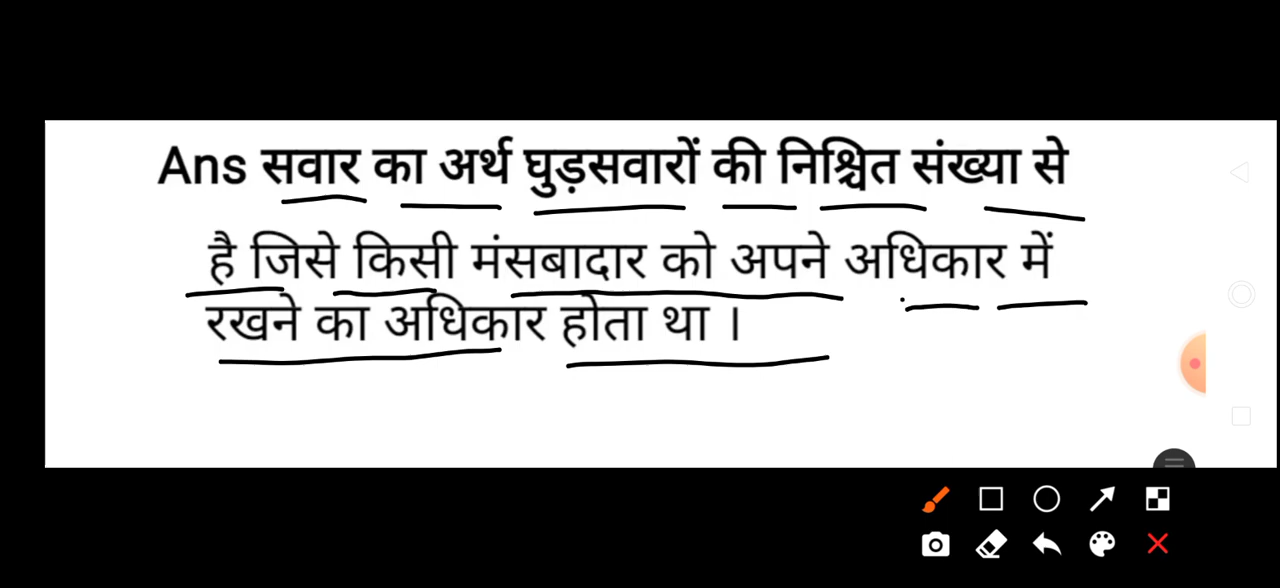 Ans सवार का अर्थ घुड़सवारों की निश्चित संख्या से
है जिसे किसी मंसबादार को अपने अधिकार में
रखने का अधिकार होता था ।